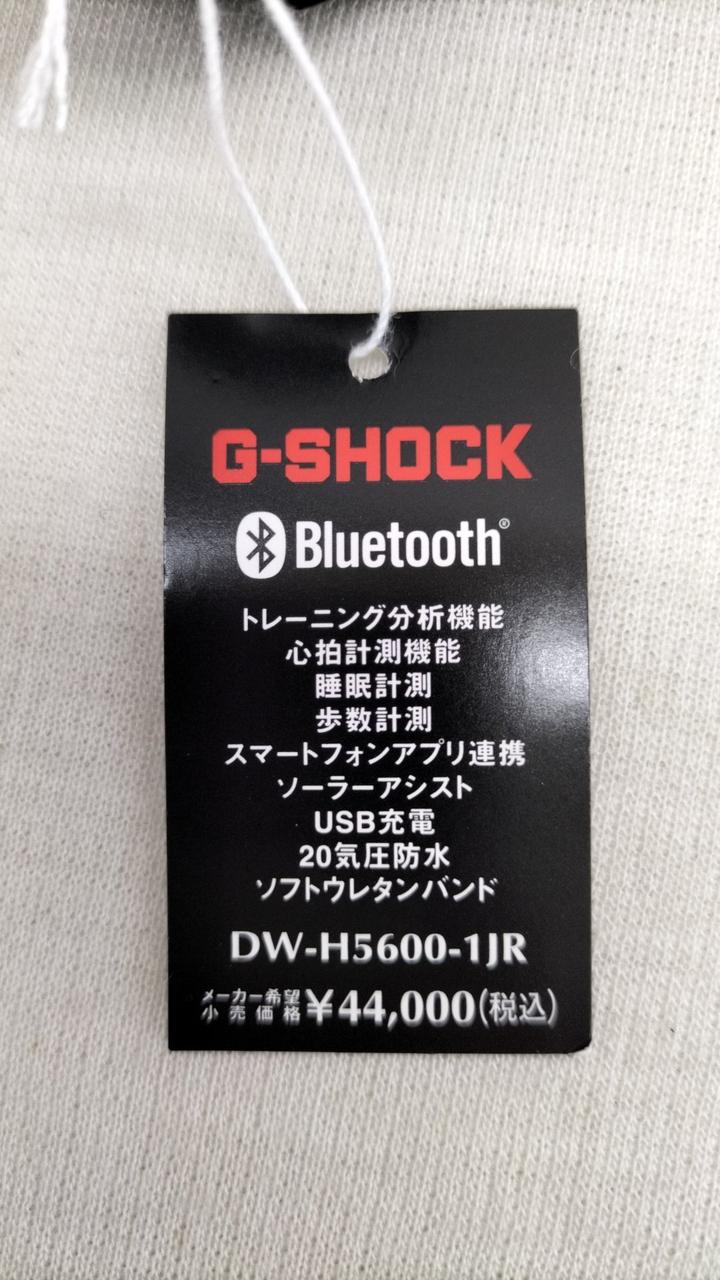 G-SHOCK
Bluetooth®
トレーニング分析機能
心拍計測機能
睡眠計測
歩数計測
スマートフォンアプリ連携
ソーラーアシスト
USB充電
20気圧防水
ソフトウレタンバンド
DW-H5600-1JR
メーカー希望小売価格 ¥44,000(税込)